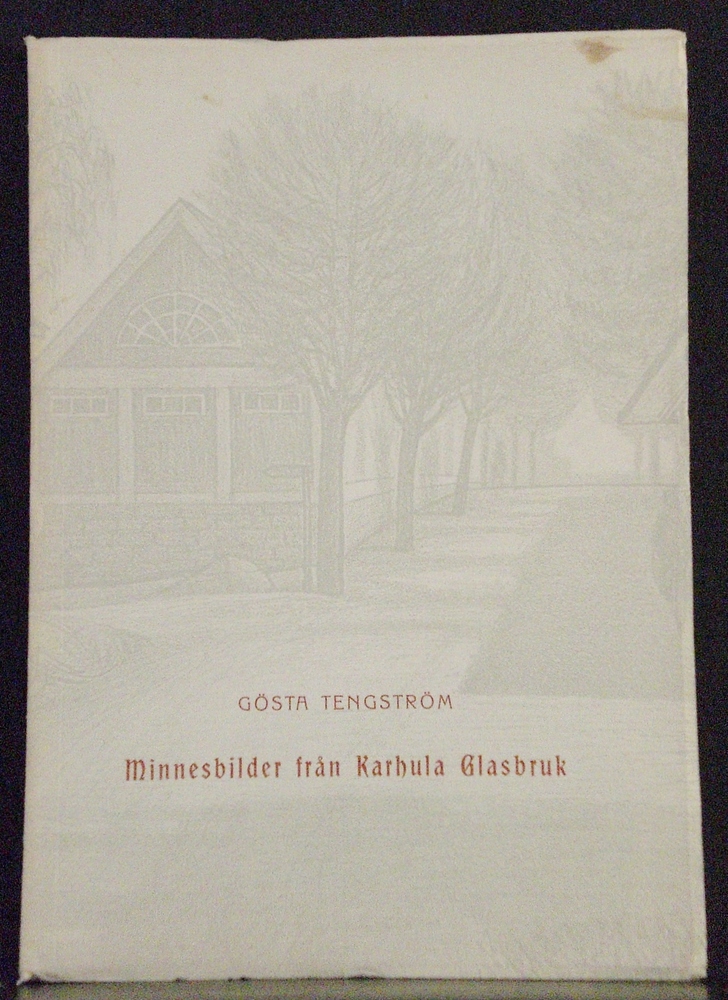 GÖSTA TENGSTRÖM
Minnesbilder från Karhula Glasbruk